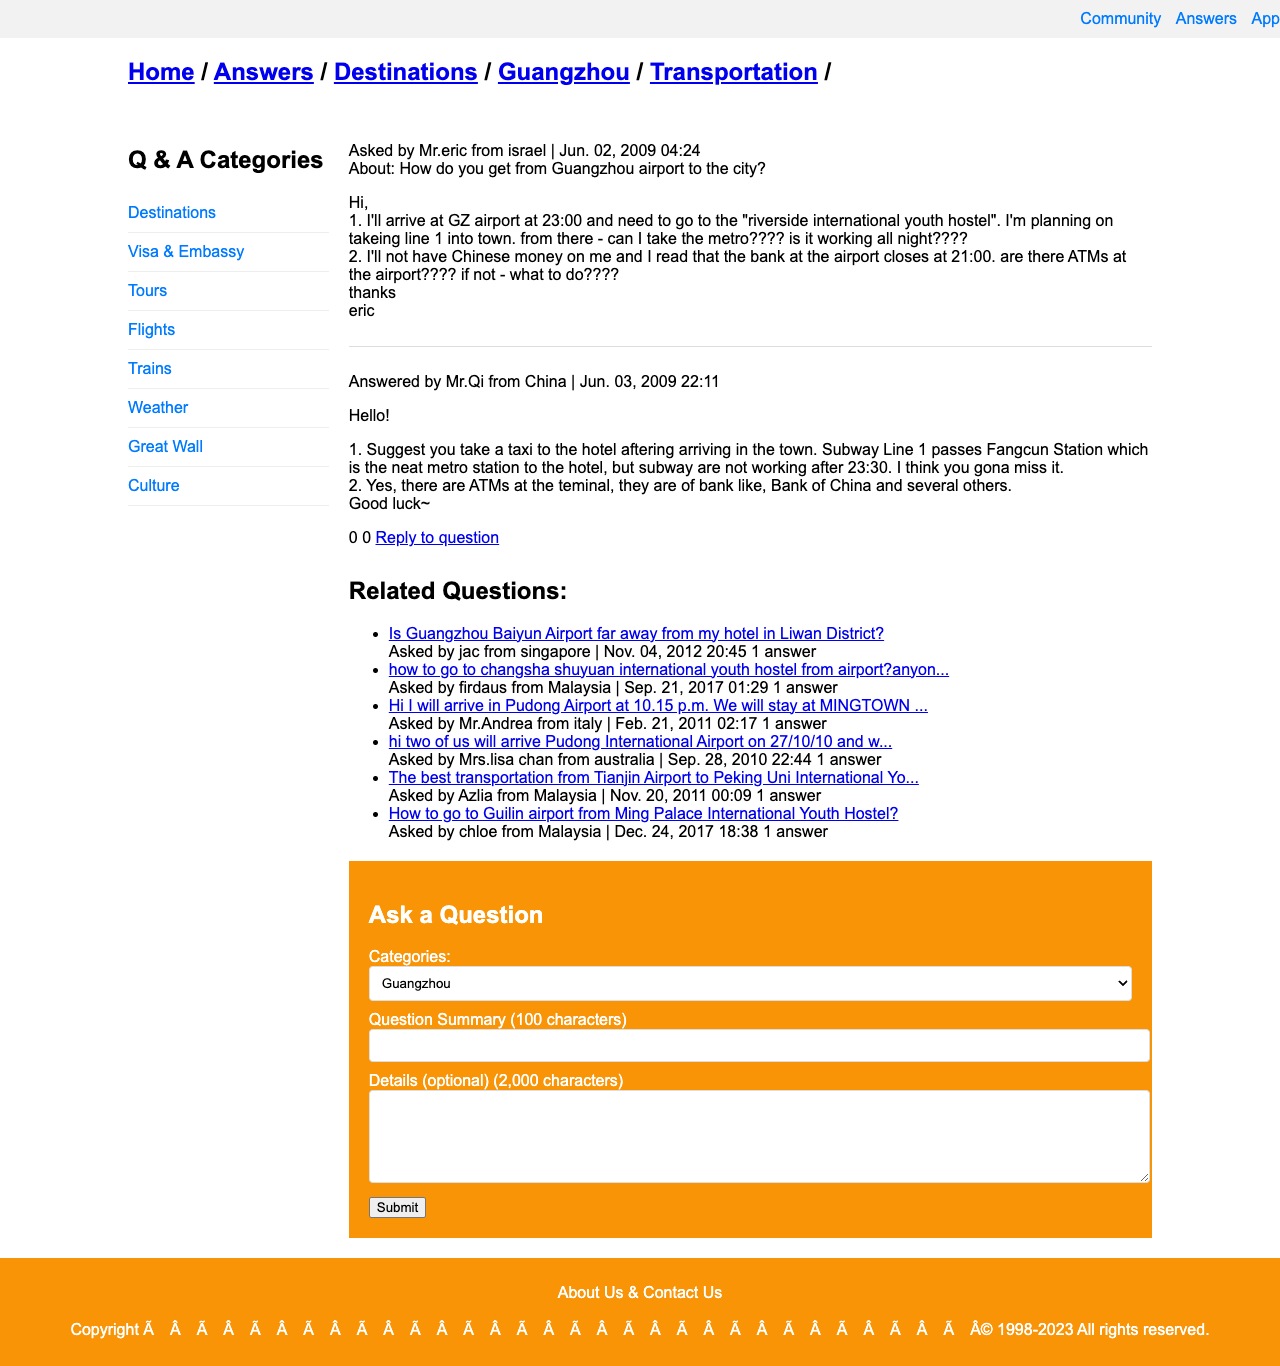 Community Answers App
Home / Answers / Destinations / Guangzhou / Transportation /
Q & A Categories
Destinations
Visa & Embassy
Tours
Flights
Trains
Weather
Great Wall
Culture
Asked by Mr.eric from israel | Jun. 02, 2009 04:24
About: How do you get from Guangzhou airport to the city?
Hi,
1. I'll arrive at GZ airport at 23:00 and need to go to the "riverside international youth hostel". I'm planning on
takeing line 1 into town. from there - can I take the metro???? is it working all night????
2. I'll not have Chinese money on me and I read that the bank at the airport closes at 21:00. are there ATMs at
the airport???? if not - what to do????
thanks
eric
Answered by Mr.Qi from China | Jun. 03, 2009 22:11
Hello!
1. Suggest you take a taxi to the hotel aftering arriving in the town. Subway Line 1 passes Fangcun Station which
is the neat metro station to the hotel, but subway are not working after 23:30. I think you gona miss it.
2. Yes, there are ATMs at the teminal, they are of bank like, Bank of China and several others.
Good luck~
0 0 Reply to question
Related Questions:
Is Guangzhou Baiyun Airport far away from my hotel in Liwan District?
Asked by jac from singapore | Nov. 04, 2012 20:45 1 answer
how to go to changsha shuyuan international youth hostel from airport?anyon...
Asked by firdaus from Malaysia | Sep. 21, 2017 01:29 1 answer
Hi I will arrive in Pudong Airport at 10.15 p.m. We will stay at MINGTOWN ...
Asked by Mr.Andrea from italy | Feb. 21, 2011 02:17 1 answer
hi two of us will arrive Pudong International Airport on 27/10/10 and w...
Asked by Mrs.lisa chan from australia | Sep. 28, 2010 22:44 1 answer
The best transportation from Tianjin Airport to Peking Uni International Yo...
Asked by Azlia from Malaysia | Nov. 20, 2011 00:09 1 answer
How to go to Guilin airport from Ming Palace International Youth Hostel?
Asked by chloe from Malaysia | Dec. 24, 2017 18:38 1 answer
Ask a Question
Categories:
Guangzhou
Question Summary (100 characters)
Details (optional) (2,000 characters)
Submit
About Us & Contact Us
Copyright Ã Â Ã Â Ã Â Ã Â Ã Â Ã Â Ã Â Ã Â Ã Â Ã Â Ã Â Ã Â Ã Â Ã Â Ã Â Ã Â© 1998-2023 All rights reserved.